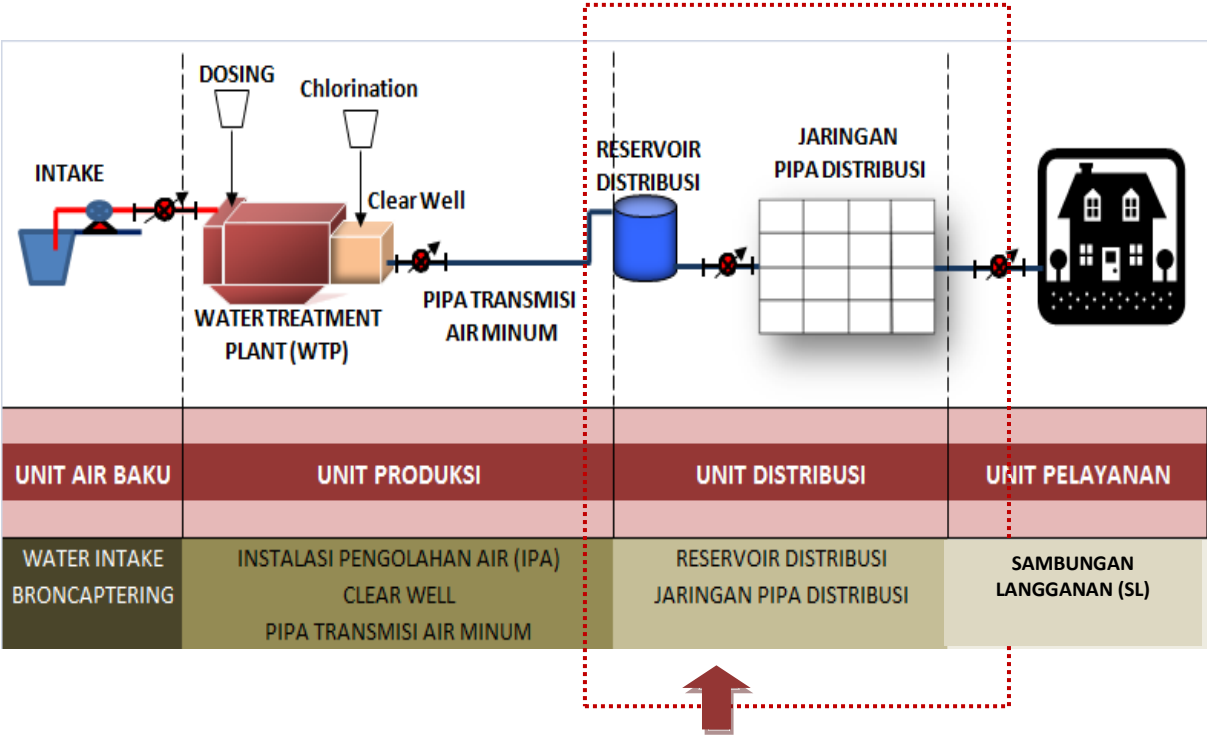 DOSING
Chlorination
INTAKE
Clear Well
WATER TREATMENT
PLANT (WTP)
PIPA TRANSMISI
AIR MINUM
RESERVOIR
DISTRIBUSI
JARINGAN
PIPA DISTRIBUSI
UNIT AIR BAKU
UNIT PRODUKSI
UNIT DISTRIBUSI
UNIT PELAYANAN
WATER INTAKE
BRONCAPTERING
INSTALASI PENGOLAHAN AIR (IPA)
CLEAR WELL
PIPA TRANSMISI AIR MINUM
RESERVOIR DISTRIBUSI
JARINGAN PIPA DISTRIBUSI
SAMBUNGAN
LANGGANAN (SL)